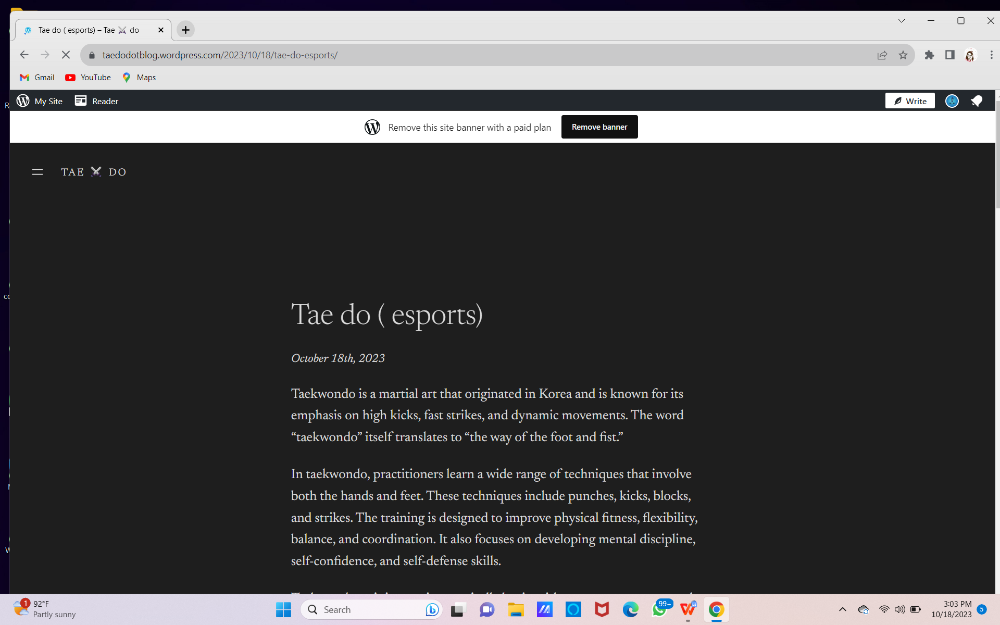 Tae do ( esports) – Tae ⚔ do
taedodotblog.wordpress.com/2023/10/18/tae-do-esports/
Gmail YouTube Maps
My Site Reader Write
Remove this site banner with a paid plan Remove banner
TAE ⚔ DO
Tae do ( esports)
October 18th, 2023
Taekwondo is a martial art that originated in Korea and is known for its
emphasis on high kicks, fast strikes, and dynamic movements. The word
“taekwondo” itself translates to “the way of the foot and fist.”
In taekwondo, practitioners learn a wide range of techniques that involve
both the hands and feet. These techniques include punches, kicks, blocks,
and strikes. The training is designed to improve physical fitness, flexibility,
balance, and coordination. It also focuses on developing mental discipline,
self-confidence, and self-defense skills.
1 92°F
Partly sunny
Search
99+
3:03 PM
10/18/2023
5